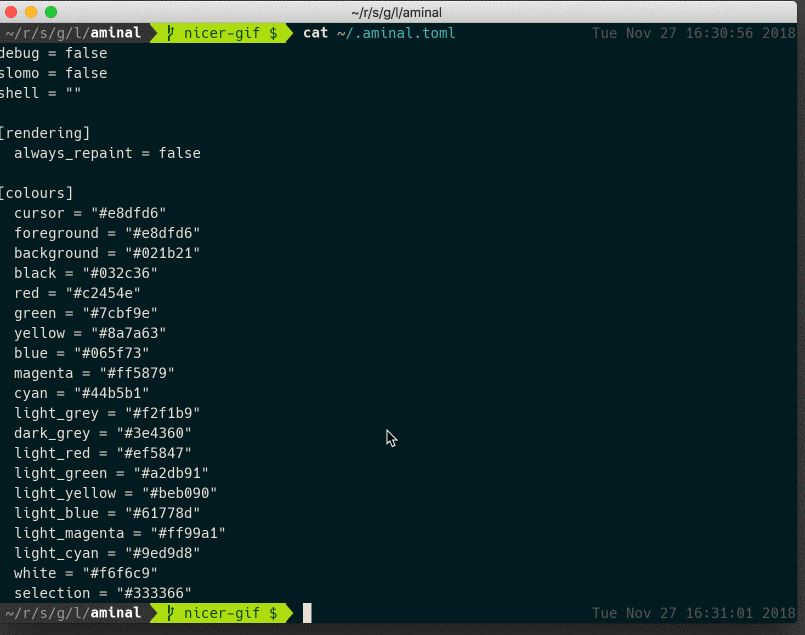 ~/r/s/g/l/aminal
~/r/s/g/l/aminal nicer-gif $ cat ~/.aminal.toml Tue Nov 27 16:30:56 2018
debug = false
slomo = false
shell = ""
[rendering]
always_repaint = false
[colours]
cursor = "#e8dfd6"
foreground = "#e8dfd6"
background = "#021b21"
black = "#032c36"
red = "#c2454e"
green = "#7cbf9e"
yellow = "#8a7a63"
blue = "#065f73"
magenta = "#ff5879"
cyan = "#44b5b1"
light_grey = "#f2f1b9"
dark_grey = "#3e4360"
light_red = "#ef5847"
light_green = "#a2db91"
light_yellow = "#beb090"
light_blue = "#61778d"
light_magenta = "#ff99a1"
light_cyan = "#9ed9d8"
white = "#f6f6c9"
selection = "#333366"
~/r/s/g/l/aminal nicer-gif $ Tue Nov 27 16:31:01 2018